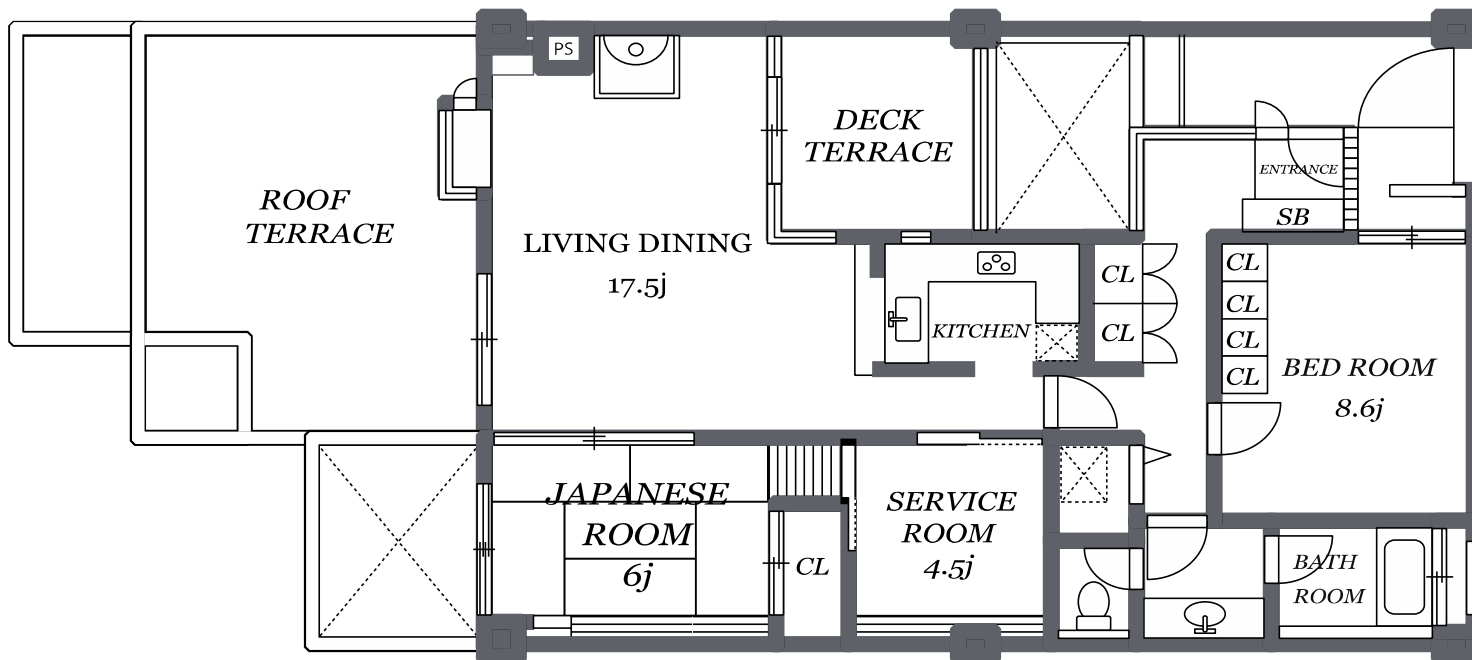 PS
DECK
TERRACE
ROOF
TERRACE
LIVING DINING
17.5j
ENTRANCE
SB
CL
CL
KITCHEN
CL
CL
CL
CL
BED ROOM
8.6j
JAPANESE
ROOM
6j
CL
SERVICE
ROOM
4.5j
BATH
ROOM